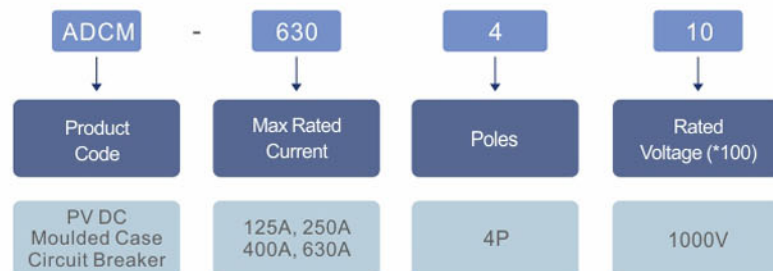 ADCM - 630 4 10
Product
Code
Max Rated
Current
Poles
Rated
Voltage (*100)
PV DC
Moulded Case
Circuit Breaker
125A, 250A
400A, 630A
4P
1000V